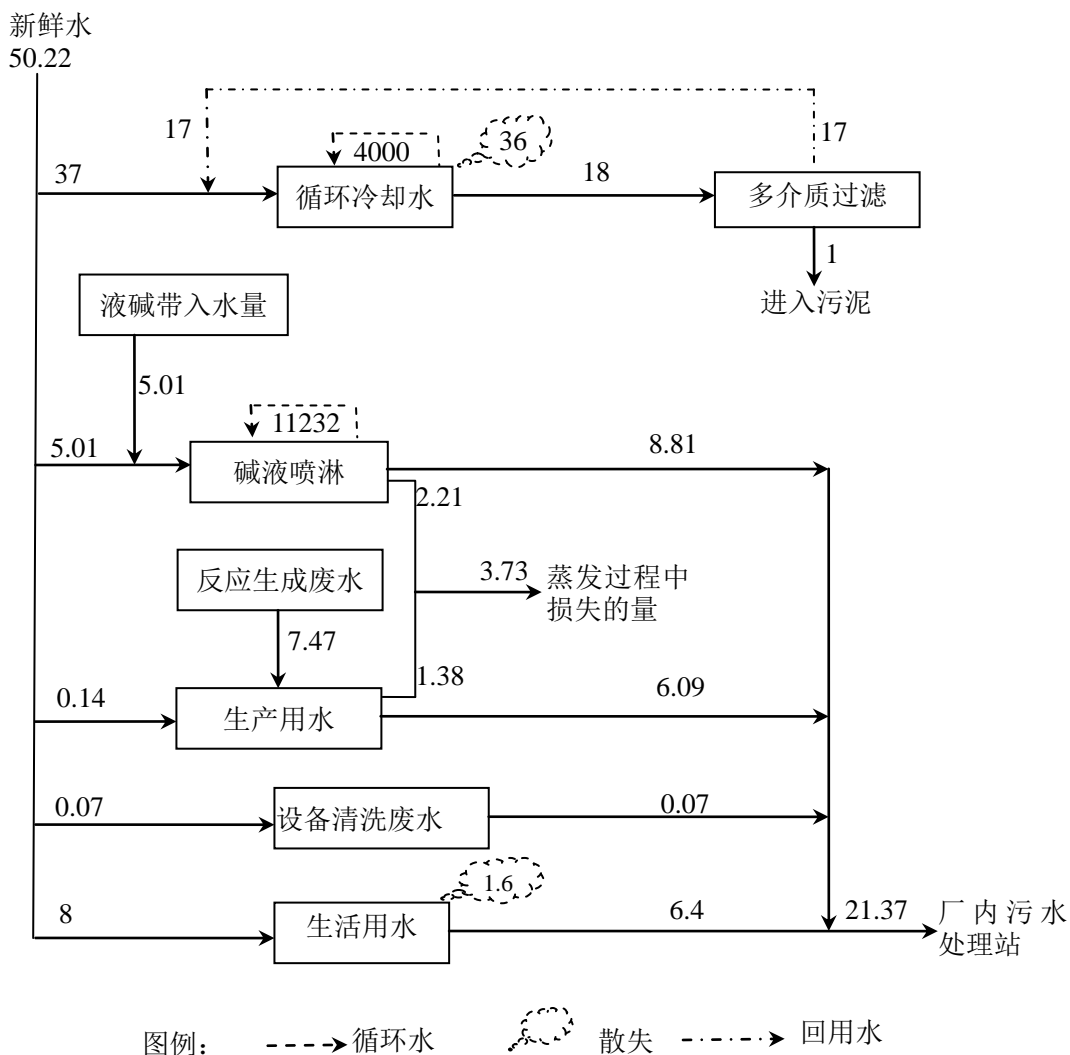 新鲜水
50.22
17
4000
36
17
37
循环冷却水
18
多介质过滤
1
进入污泥
液碱带入水量
5.01
11232
5.01
碱液喷淋
8.81
2.21
反应生成废水
3.73
蒸发过程中
损失的量
7.47
1.38
0.14
生产用水
6.09
0.07
设备清洗废水
0.07
1.6
8
生活用水
6.4
21.37
厂内污水
处理站
图例：
循环水
散失
回用水